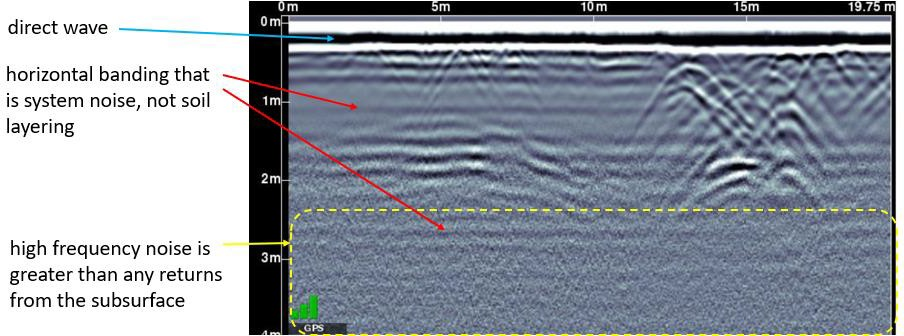 0 m 5m 10 m 15m 19.75 m
0 m
direct wave
horizontal banding that
is system noise, not soil
layering
1m
2m
high frequency noise is
greater than any returns
from the subsurface
3m
GPS
4m